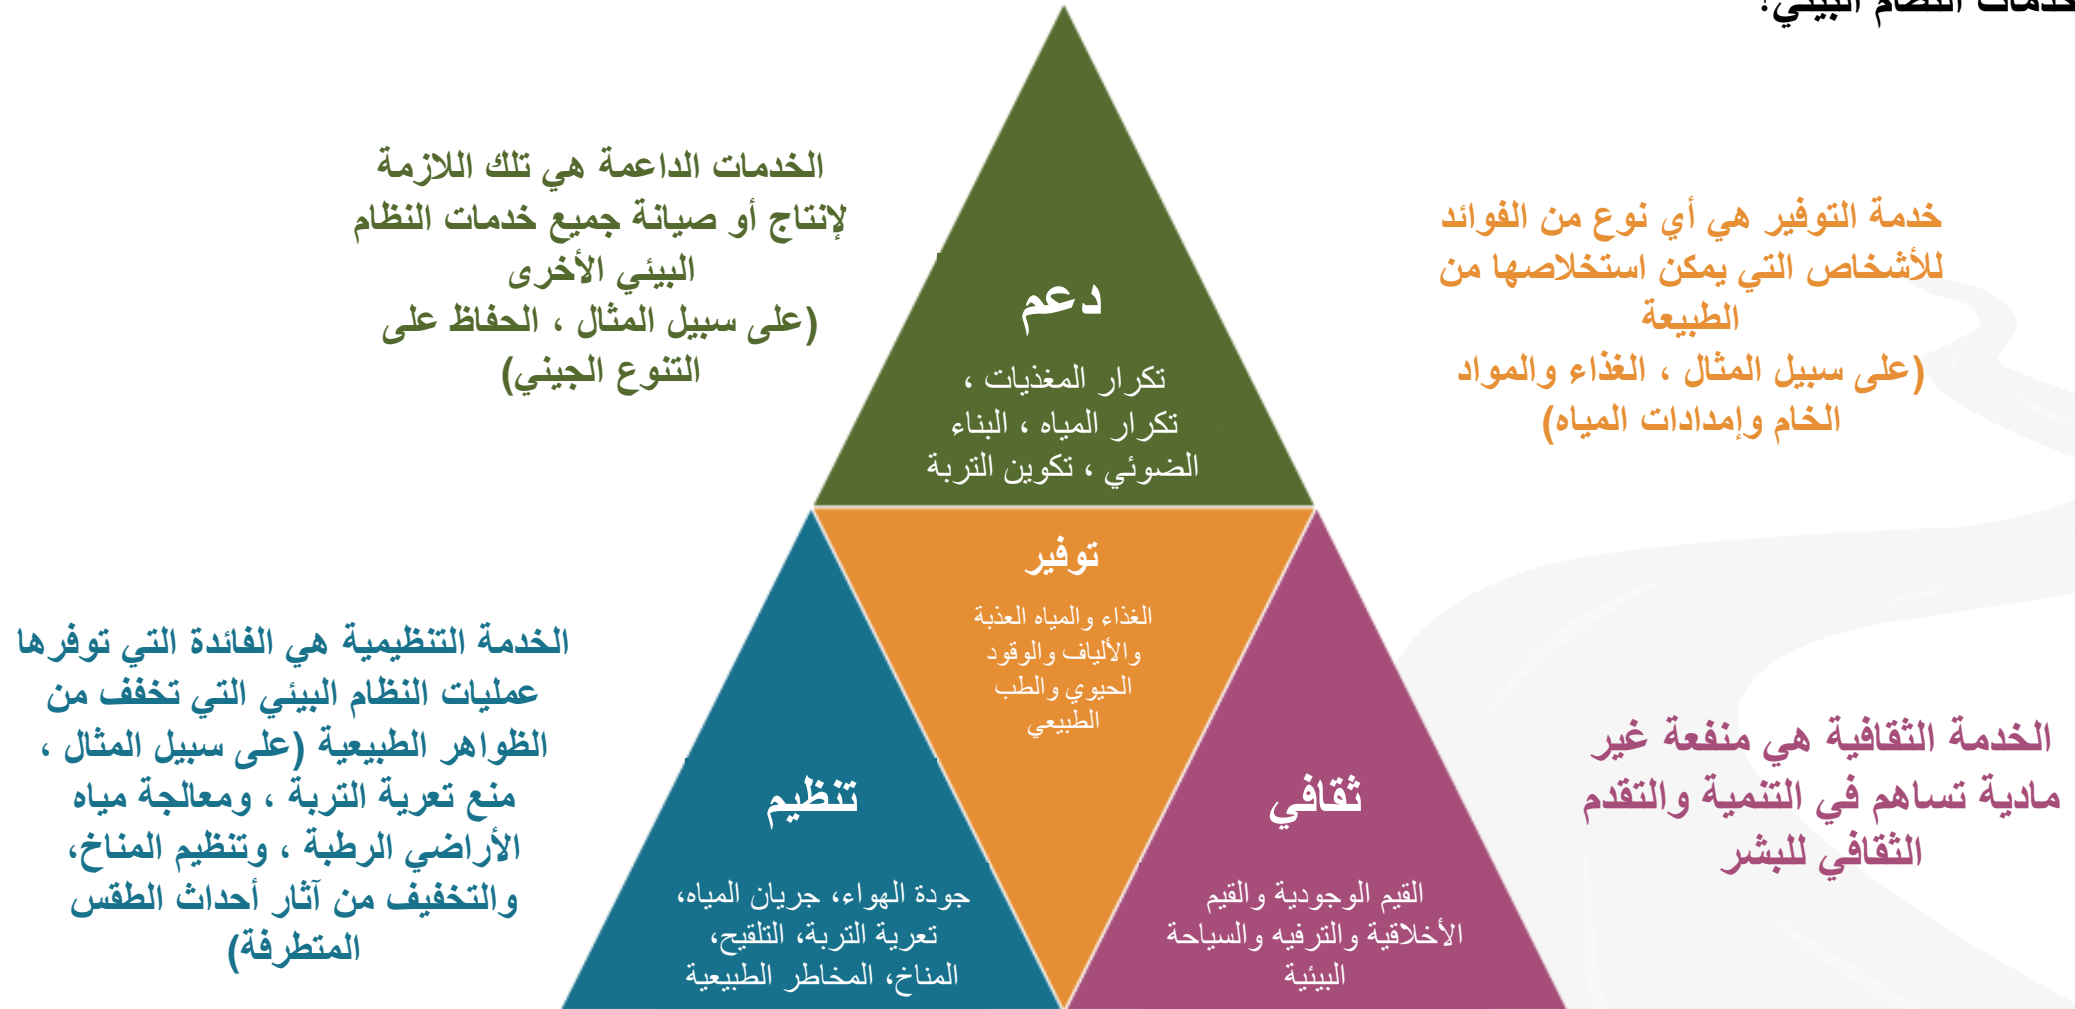 خدمات النظام البيئي؟
الخدمات الداعمة هي تلك اللازمة
لإنتاج أو صيانة جميع خدمات النظام
البيئي الأخرى
(على سبيل المثال ، الحفاظ على
التنوع الجيني)
خدمة التوفير هي أي نوع من الفوائد
للأشخاص التي يمكن استخلاصها من
الطبيعة
(على سبيل المثال ، الغذاء والمواد
الخام وإمدادات المياه)
دعم
تكرار المغذيات ،
تكرار المياه ، البناء
الضوئي ، تكوين التربة
توفير
الغذاء والمياه العذبة
والألياف والوقود
الحيوي والطب
الطبيعي
الخدمة التنظيمية هي الفائدة التي توفرها
عمليات النظام البيئي التي تخفف من
الظواهر الطبيعية (على سبيل المثال ،
منع تعرية التربة ، ومعالجة مياه
الأراضي الرطبة ، وتنظيم المناخ،
والتخفيف من آثار أحداث الطقس
المتطرفة)
تنظيم
جودة الهواء، جريان المياه،
تعرية التربة، التلقيح،
المناخ، المخاطر الطبيعية
ثقافي
القيم الوجودية والقيم
الأخلاقية والترفيه والسياحة
البيئية
الخدمة الثقافية هي منفعة غير
مادية تساهم في التنمية والتقدم
الثقافي للبشر